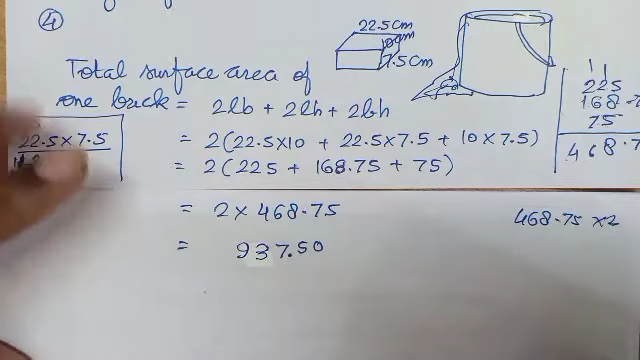 ④
22.5cm
10cm
7.5cm
Total surface area of
one brick = 2lb + 2lh + 2bh
= 2(22.5×10 + 22.5×7.5 + 10×7.5)
= 2(225 + 168.75 + 75)
= 2 × 468.75
= 937.50
22.5×7.5
225
168.7
75
468.7
468.75 ×2